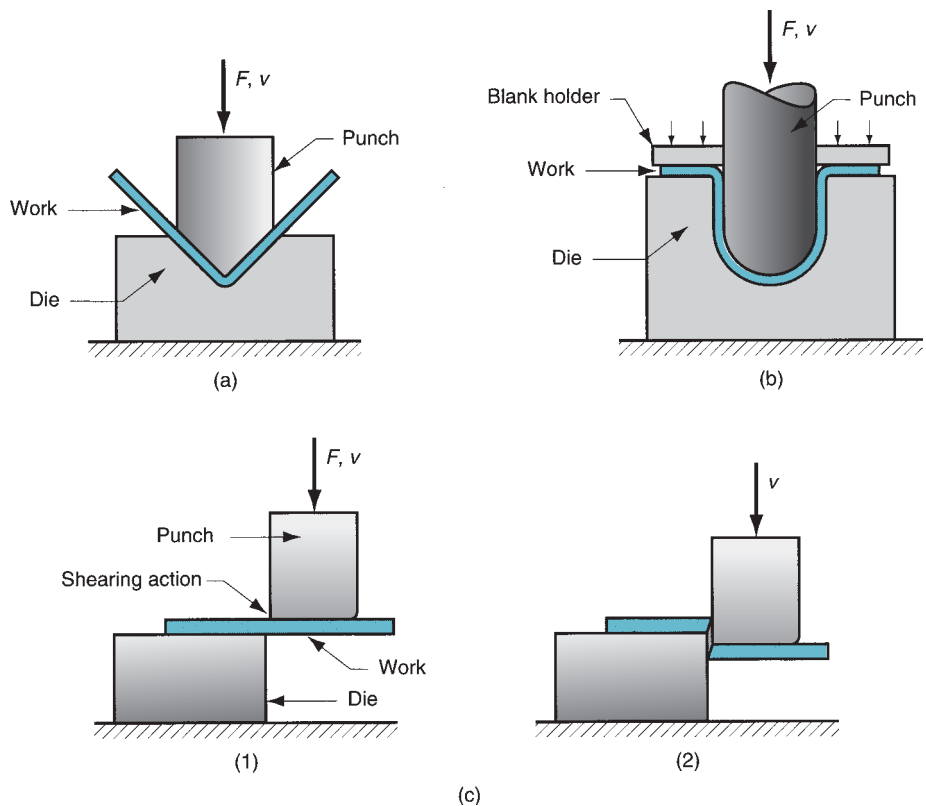 F, v
Punch
Work
Die
(a)
F, v
Blank holder
Punch
Work
Die
(b)
F, v
Punch
Shearing action
Work
Die
(1)
v
(2)
(c)